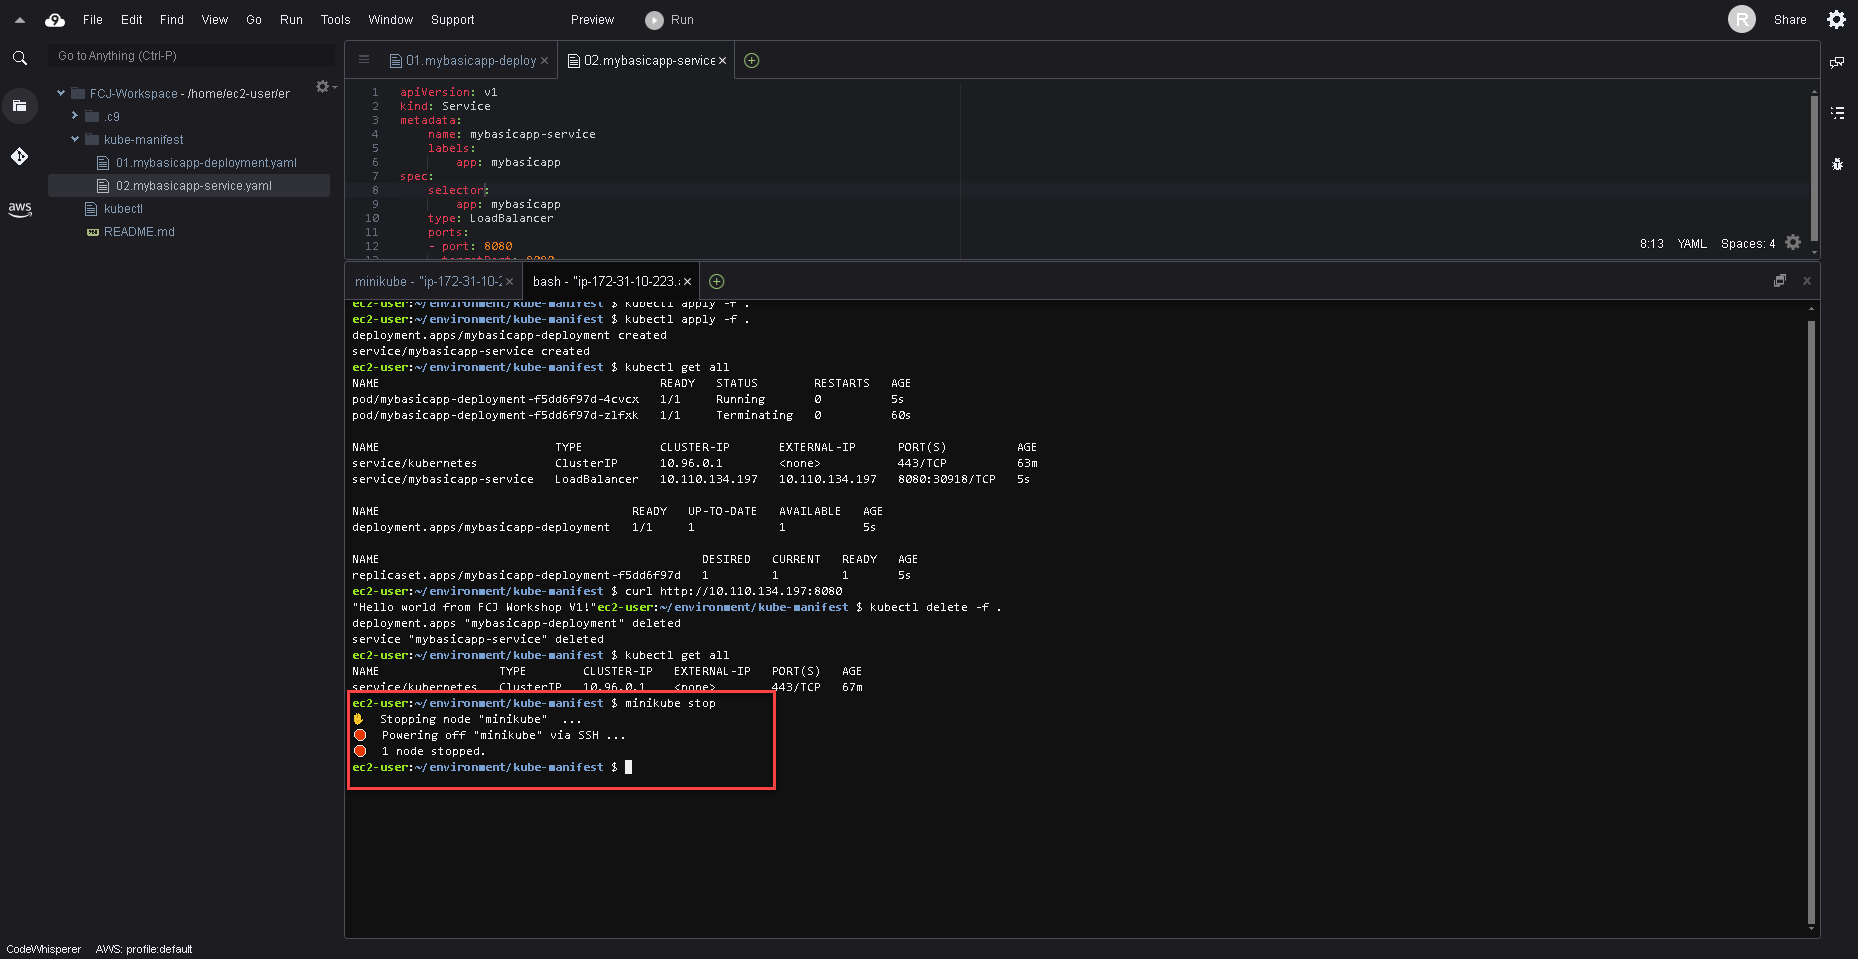 File Edit Find View Go Run Tools Window Support Preview Run R Share
Go to Anything (Ctrl-P)
FCJ-Workspace - /home/ec2-user/er
.c9
kube-manifest
01.mybasicapp-deployment.yaml
02.mybasicapp-service.yaml
kubectl
README.md
aws
01.mybasicapp-deploy
02.mybasicapp-service
1 apiVersion: v1
2 kind: Service
3 metadata:
4 name: mybasicapp-service
5 labels:
6 app: mybasicapp
7 spec:
8 selector:
9 app: mybasicapp
10 type: LoadBalancer
11 ports:
12 - port: 8080
8:13 YAML Spaces: 4
minikube - "ip-172-31-10-2
bash - "ip-172-31-10-223.
ec2-user:~/environment/kube-manifest $ kubectl apply -f .
ec2-user:~/environment/kube-manifest $ kubectl apply -f .
deployment.apps/mybasicapp-deployment created
service/mybasicapp-service created
ec2-user:~/environment/kube-manifest $ kubectl get all
NAME READY STATUS RESTARTS AGE
pod/mybasicapp-deployment-f5dd6f97d-4cvcx 1/1 Running 0 5s
pod/mybasicapp-deployment-f5dd6f97d-zlfxk 1/1 Terminating 0 60s
NAME TYPE CLUSTER-IP EXTERNAL-IP PORT(S) AGE
service/kubernetes ClusterIP 10.96.0.1 <none> 443/TCP 63m
service/mybasicapp-service LoadBalancer 10.110.134.197 10.110.134.197 8080:30918/TCP 5s
NAME READY UP-TO-DATE AVAILABLE AGE
deployment.apps/mybasicapp-deployment 1/1 1 1 5s
NAME DESIRED CURRENT READY AGE
replicaset.apps/mybasicapp-deployment-f5dd6f97d 1 1 1 5s
ec2-user:~/environment/kube-manifest $ curl http://10.110.134.197:8080
"Hello world from FCJ Workshop V1!"ec2-user:~/environment/kube-manifest $ kubectl delete -f .
deployment.apps "mybasicapp-deployment" deleted
service "mybasicapp-service" deleted
ec2-user:~/environment/kube-manifest $ kubectl get all
NAME TYPE CLUSTER-IP EXTERNAL-IP PORT(S) AGE
service/kubernetes ClusterIP 10.96.0.1 <none> 443/TCP 67m
ec2-user:~/environment/kube-manifest $ minikube stop
Stopping node "minikube" ...
Powering off "minikube" via SSH ...
1 node stopped.
ec2-user:~/environment/kube-manifest $
CodeWhisperer AWS: profile:default